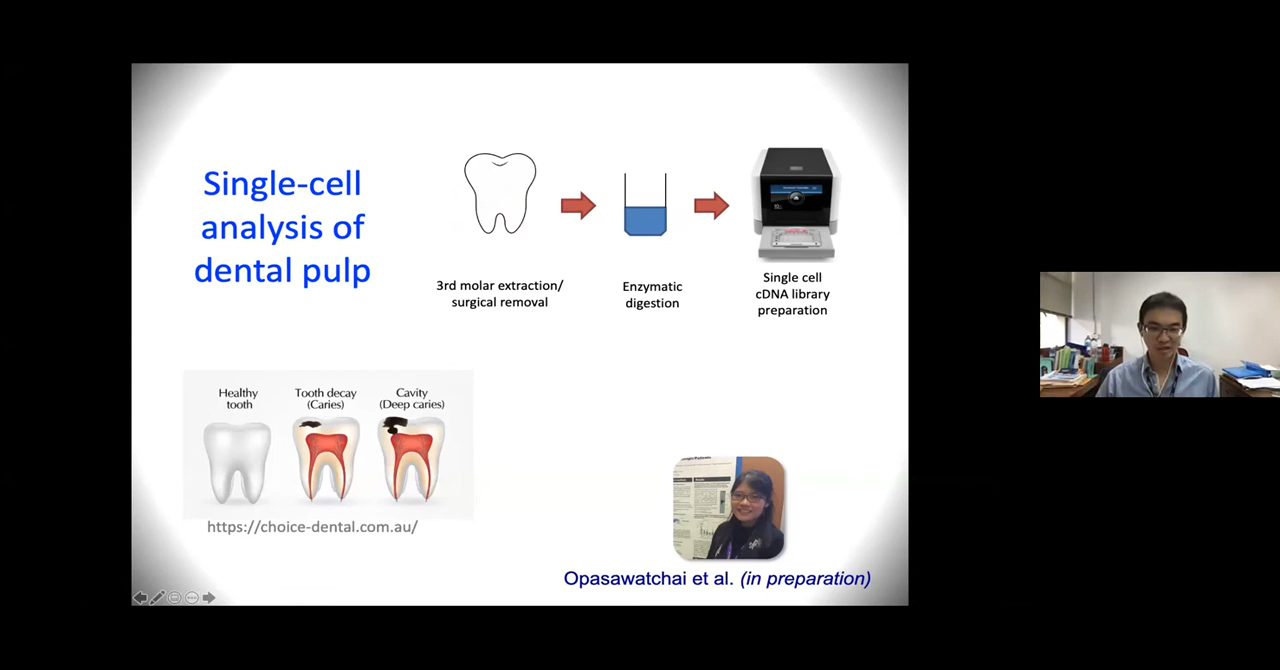 Single-cell
analysis of
dental pulp
3rd molar extraction/
surgical removal
Enzymatic
digestion
Single cell
cDNA library
preparation
Healthy
tooth
Tooth decay
(Caries)
Cavity
(Deep caries)
https://choice-dental.com.au/
Opasawatchai et al. (in preparation)